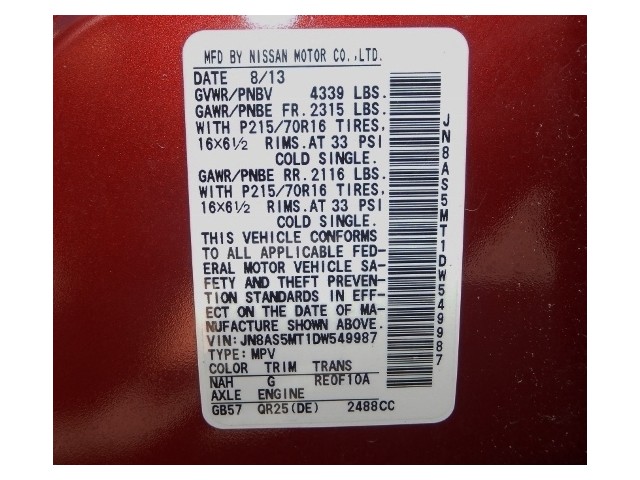 MFD BY NISSAN MOTOR CO.,LTD.
DATE 8/13
GVWR/PNBV 4339 LBS.
GAWR/PNBE FR. 2315 LBS.
WITH P215/70R16 TIRES,
16X6½ RIMS. AT 33 PSI
COLD SINGLE.
GAWR/PNBE RR. 2116 LBS.
WITH P215/70R16 TIRES,
16X6½ RIMS. AT 33 PSI
COLD SINGLE.
THIS VEHICLE CONFORMS
TO ALL APPLICABLE FED-
ERAL MOTOR VEHICLE SA-
FETY AND THEFT PREVEN-
TION STANDARDS IN EFF-
ECT ON THE DATE OF MA-
NUFACTURE SHOWN ABOVE.
VIN: JN8AS5MT1DW549987
TYPE: MPV
COLOR TRIM TRANS
NAH G RE0F10A
AXLE ENGINE
GB57 QR25(DE) 2488CC
JN8AS5MT1DW549987